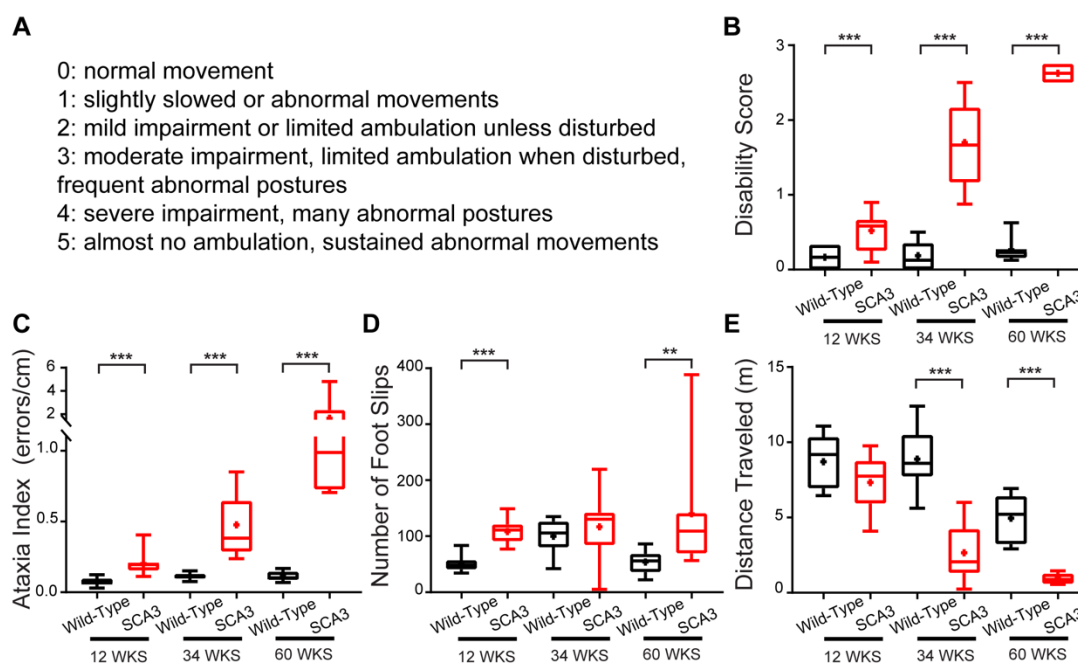 A
0: normal movement
1: slightly slowed or abnormal movements
2: mild impairment or limited ambulation unless disturbed
3: moderate impairment, limited ambulation when disturbed,
frequent abnormal postures
4: severe impairment, many abnormal postures
5: almost no ambulation, sustained abnormal movements
B
*** *** ***
Disability Score
3
2
1
0
Wild-Type SCA3 Wild-Type SCA3 Wild-Type SCA3
12 WKS 34 WKS 60 WKS
C
*** *** ***
Ataxia Index (errors/cm)
6
4
2
1.0
0.5
0.0
Wild-Type SCA3 Wild-Type SCA3 Wild-Type SCA3
12 WKS 34 WKS 60 WKS
D
*** **
Number of Foot Slips
400
300
200
100
0
Wild-Type SCA3 Wild-Type SCA3 Wild-Type SCA3
12 WKS 34 WKS 60 WKS
E
*** ***
Distance Traveled (m)
15
10
5
0
Wild-Type SCA3 Wild-Type SCA3 Wild-Type SCA3
12 WKS 34 WKS 60 WKS